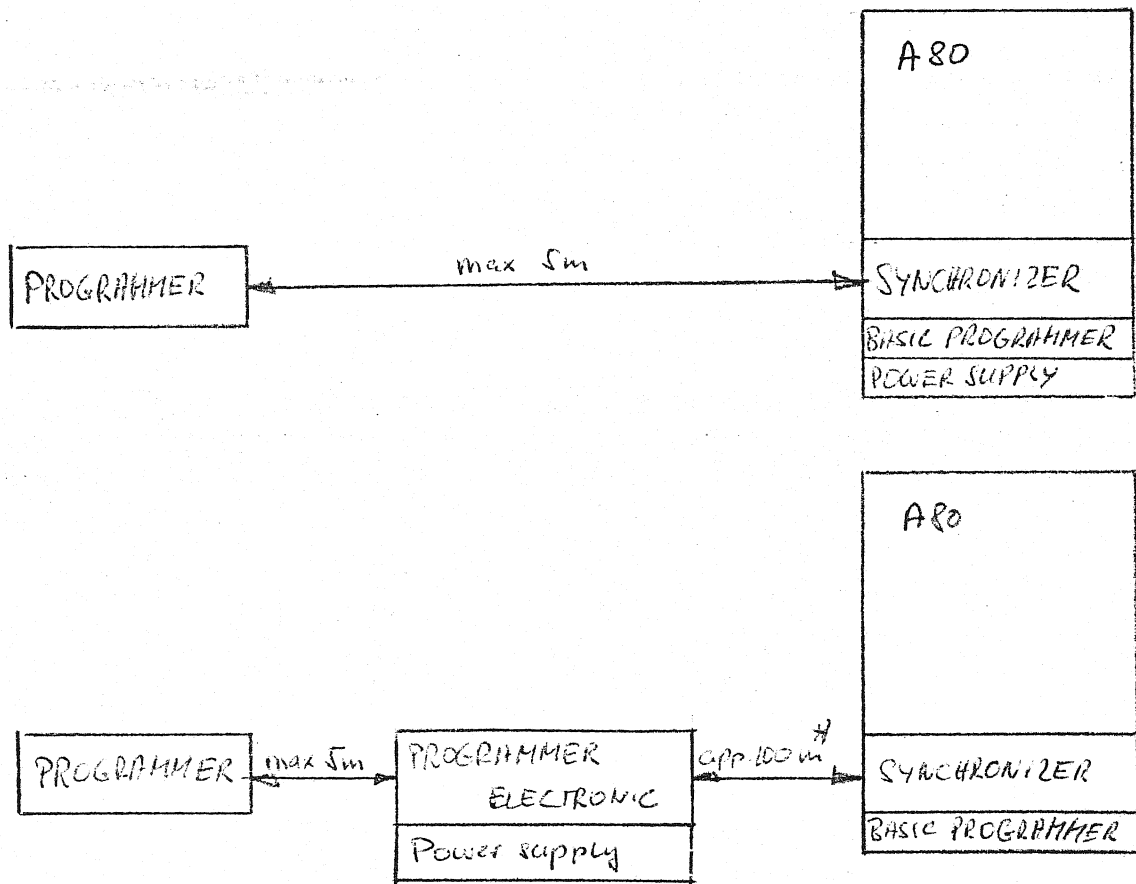 A80
PROGRAMMER
max 5m
SYNCHRONIZER
BASIC PROGRAMMER
POWER SUPPLY
A80
PROGRAMMER
max 5m
PROGRAMMER
ELECTRONIC
Power supply
app. 100 m
SYNCHRONIZER
BASIC PROGRAMMER